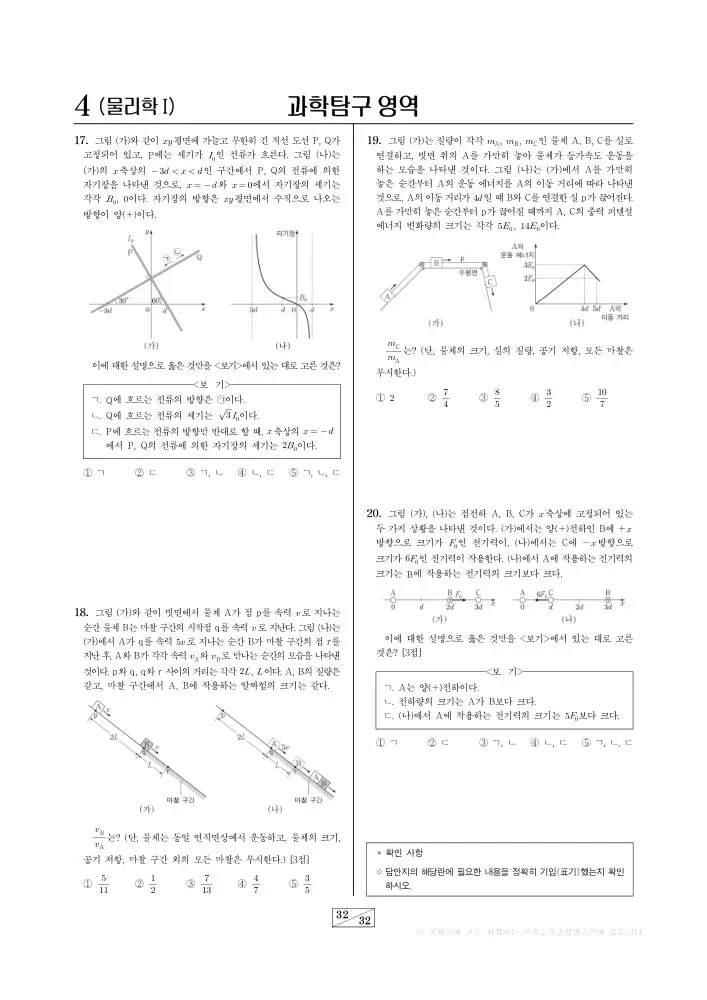 4 (물리학 I)
과학탐구 영역
17. 그림 (가)와 같이 xy평면에 가늘고 무한히 긴 직선 도선 P, Q가
고정되어 있고, P에는 세기가 I₀인 전류가 흐른다. 그림 (나)는
(가)의 x축상의 −3d < x < d인 구간에서 P, Q의 전류에 의한
자기장을 나타낸 것으로, x = −d와 x = 0에서 자기장의 세기는
각각 B₀, 0이다. 자기장의 방향은 xy평면에서 수직으로 나오는
방향이 양(+)이다.
y
I₀
P
㉠ ㉡
Q
30° 60°
−3d 0 d x
(가)
자기장
B₀
3d −d 0 d x
(나)
이에 대한 설명으로 옳은 것만을 <보기>에서 있는 대로 고른 것은?
<보 기>
ㄱ. Q에 흐르는 전류의 방향은 ㉠이다.
ㄴ. Q에 흐르는 전류의 세기는 √3 I₀이다.
ㄷ. P에 흐르는 전류의 방향만 반대로 할 때, x축상의 x = −d
에서 P, Q의 전류에 의한 자기장의 세기는 2B₀이다.
① ㄱ ② ㄷ ③ ㄱ, ㄴ ④ ㄴ, ㄷ ⑤ ㄱ, ㄴ, ㄷ
18. 그림 (가)와 같이 빗면에서 물체 A가 점 p를 속력 v로 지나는
순간 물체 B는 마찰 구간의 시작점 q를 속력 v로 지난다. 그림 (나)는
(가)에서 A가 q를 속력 5v로 지나는 순간 B가 마찰 구간의 점 r를
지난 후, A와 B가 각각 속력 v_A와 v_B로 만나는 순간의 모습을 나타낸
것이다. p와 q, q와 r 사이의 거리는 각각 2L, L이다. A, B의 질량은
같고, 마찰 구간에서 A, B에 작용하는 알짜힘의 크기는 같다.
A v
p
2L
B v
q
L
r
마찰 구간
(가)
p
2L
A 5v
q
L
B
r
A B
마찰 구간
(나)
v_B/v_A 는? (단, 물체는 동일 연직면상에서 운동하고, 물체의 크기,
공기 저항, 마찰 구간 외의 모든 마찰은 무시한다.) [3점]
① 5/11 ② 1/2 ③ 7/13 ④ 4/7 ⑤ 3/5
19. 그림 (가)는 질량이 각각 m_A, m_B, m_C인 물체 A, B, C를 실로
연결하고, 빗면 위의 A를 가만히 놓아 물체가 등가속도 운동을
하는 모습을 나타낸 것이다. 그림 (나)는 (가)에서 A를 가만히
놓은 순간부터 A의 운동 에너지를 A의 이동 거리에 따라 나타낸
것으로, A의 이동 거리가 4d일 때 B와 C를 연결한 실 p가 끊어진다.
A를 가만히 놓은 순간부터 p가 끊어질 때까지 A, C의 중력 퍼텐셜
에너지 변화량의 크기는 각각 5E₀, 14E₀이다.
A B p
수평면
C
(가)
A의
운동 에너지
3E₀
2E₀
0 4d 5d A의
이동 거리
(나)
m_C/m_A 는? (단, 물체의 크기, 실의 질량, 공기 저항, 모든 마찰은
무시한다.)
① 2 ② 7/4 ③ 8/5 ④ 3/2 ⑤ 10/7
20. 그림 (가), (나)는 점전하 A, B, C가 x축상에 고정되어 있는
두 가지 상황을 나타낸 것이다. (가)에서는 양(+)전하인 B에 +x
방향으로 크기가 F₀인 전기력이, (나)에서는 C에 −x방향으로
크기가 6F₀인 전기력이 작용한다. (나)에서 A에 작용하는 전기력의
크기는 B에 작용하는 전기력의 크기보다 크다.
A B F₀ C
0 d 2d 3d x
(가)
A 6F₀ C B
0 d 2d 3d x
(나)
이에 대한 설명으로 옳은 것만을 <보기>에서 있는 대로 고른
것은? [3점]
<보 기>
ㄱ. A는 양(+)전하이다.
ㄴ. 전하량의 크기는 A가 B보다 크다.
ㄷ. (나)에서 A에 작용하는 전기력의 크기는 5F₀보다 크다.
① ㄱ ② ㄷ ③ ㄱ, ㄴ ④ ㄴ, ㄷ ⑤ ㄱ, ㄴ, ㄷ
* 확인 사항
○ 답안지의 해당란에 필요한 내용을 정확히 기입(표기)했는지 확인
하시오.
32
32